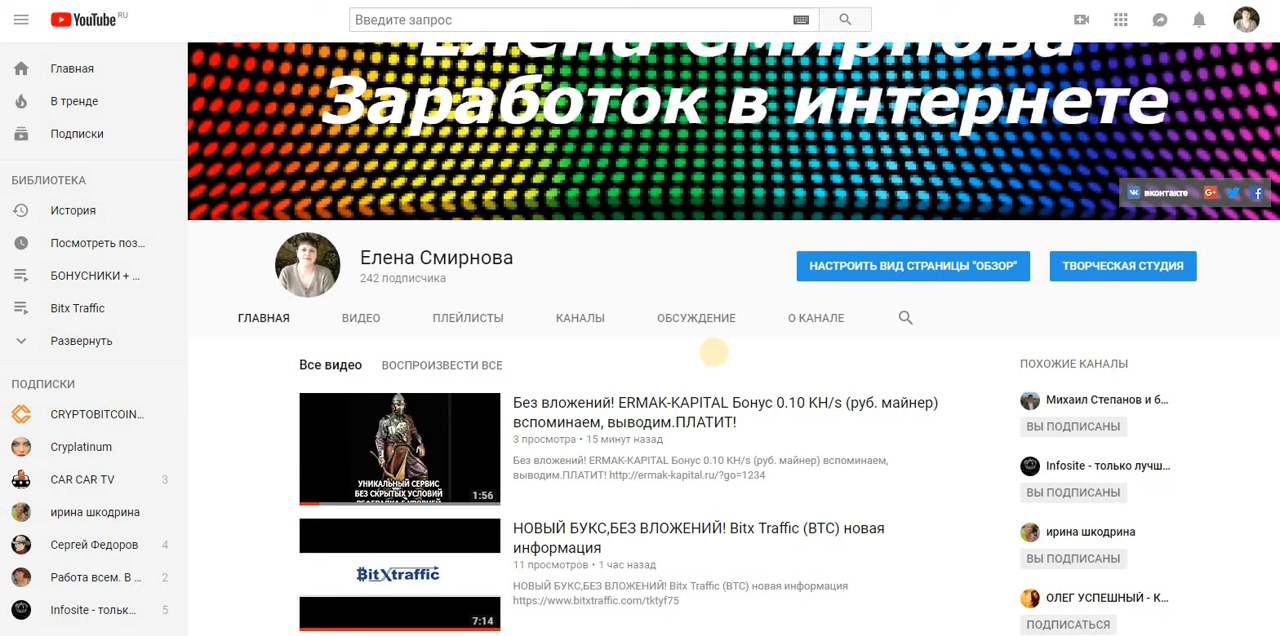 YouTube RU
Введите запрос
Главная
В тренде
Подписки
БИБЛИОТЕКА
История
Посмотреть поз...
БОНУСНИКИ + ...
Bitx Traffic
Развернуть
ПОДПИСКИ
CRYPTOBITCOIN...
Cryplatinum
CAR CAR TV 3
ирина шкодрина
Сергей Федоров 4
Работа всем. В ... 2
Infosite - тольк... 5
Елена Смирнова
Заработок в интернете
вконтакте G+
Елена Смирнова
242 подписчика
НАСТРОИТЬ ВИД СТРАНИЦЫ "ОБЗОР"
ТВОРЧЕСКАЯ СТУДИЯ
ГЛАВНАЯ ВИДЕО ПЛЕЙЛИСТЫ КАНАЛЫ ОБСУЖДЕНИЕ О КАНАЛЕ
Все видео ВОСПРОИЗВЕСТИ ВСЕ
УНИКАЛЬНЫЙ СЕРВИС
БЕЗ СКРЫТЫХ УСЛОВИЙ
1:56
Без вложений! ERMAK-KAPITAL Бонус 0.10 KH/s (руб. майнер)
вспоминаем, выводим.ПЛАТИТ!
3 просмотра • 15 минут назад
Без вложений! ERMAK-KAPITAL Бонус 0.10 KH/s (руб. майнер) вспоминаем,
выводим.ПЛАТИТ! http://ermak-kapital.ru/?go=1234
BitXtraffic
7:14
НОВЫЙ БУКС,БЕЗ ВЛОЖЕНИЙ! Bitx Traffic (BTC) новая
информация
11 просмотров • 1 час назад
НОВЫЙ БУКС,БЕЗ ВЛОЖЕНИЙ! Bitx Traffic (BTC) новая информация
https://www.bitxtraffic.com/tktyf75
ПОХОЖИЕ КАНАЛЫ
Михаил Степанов и б...
ВЫ ПОДПИСАНЫ
Infosite - только лучш...
ВЫ ПОДПИСАНЫ
ирина шкодрина
ВЫ ПОДПИСАНЫ
ОЛЕГ УСПЕШНЫЙ - К...
ПОДПИСАТЬСЯ